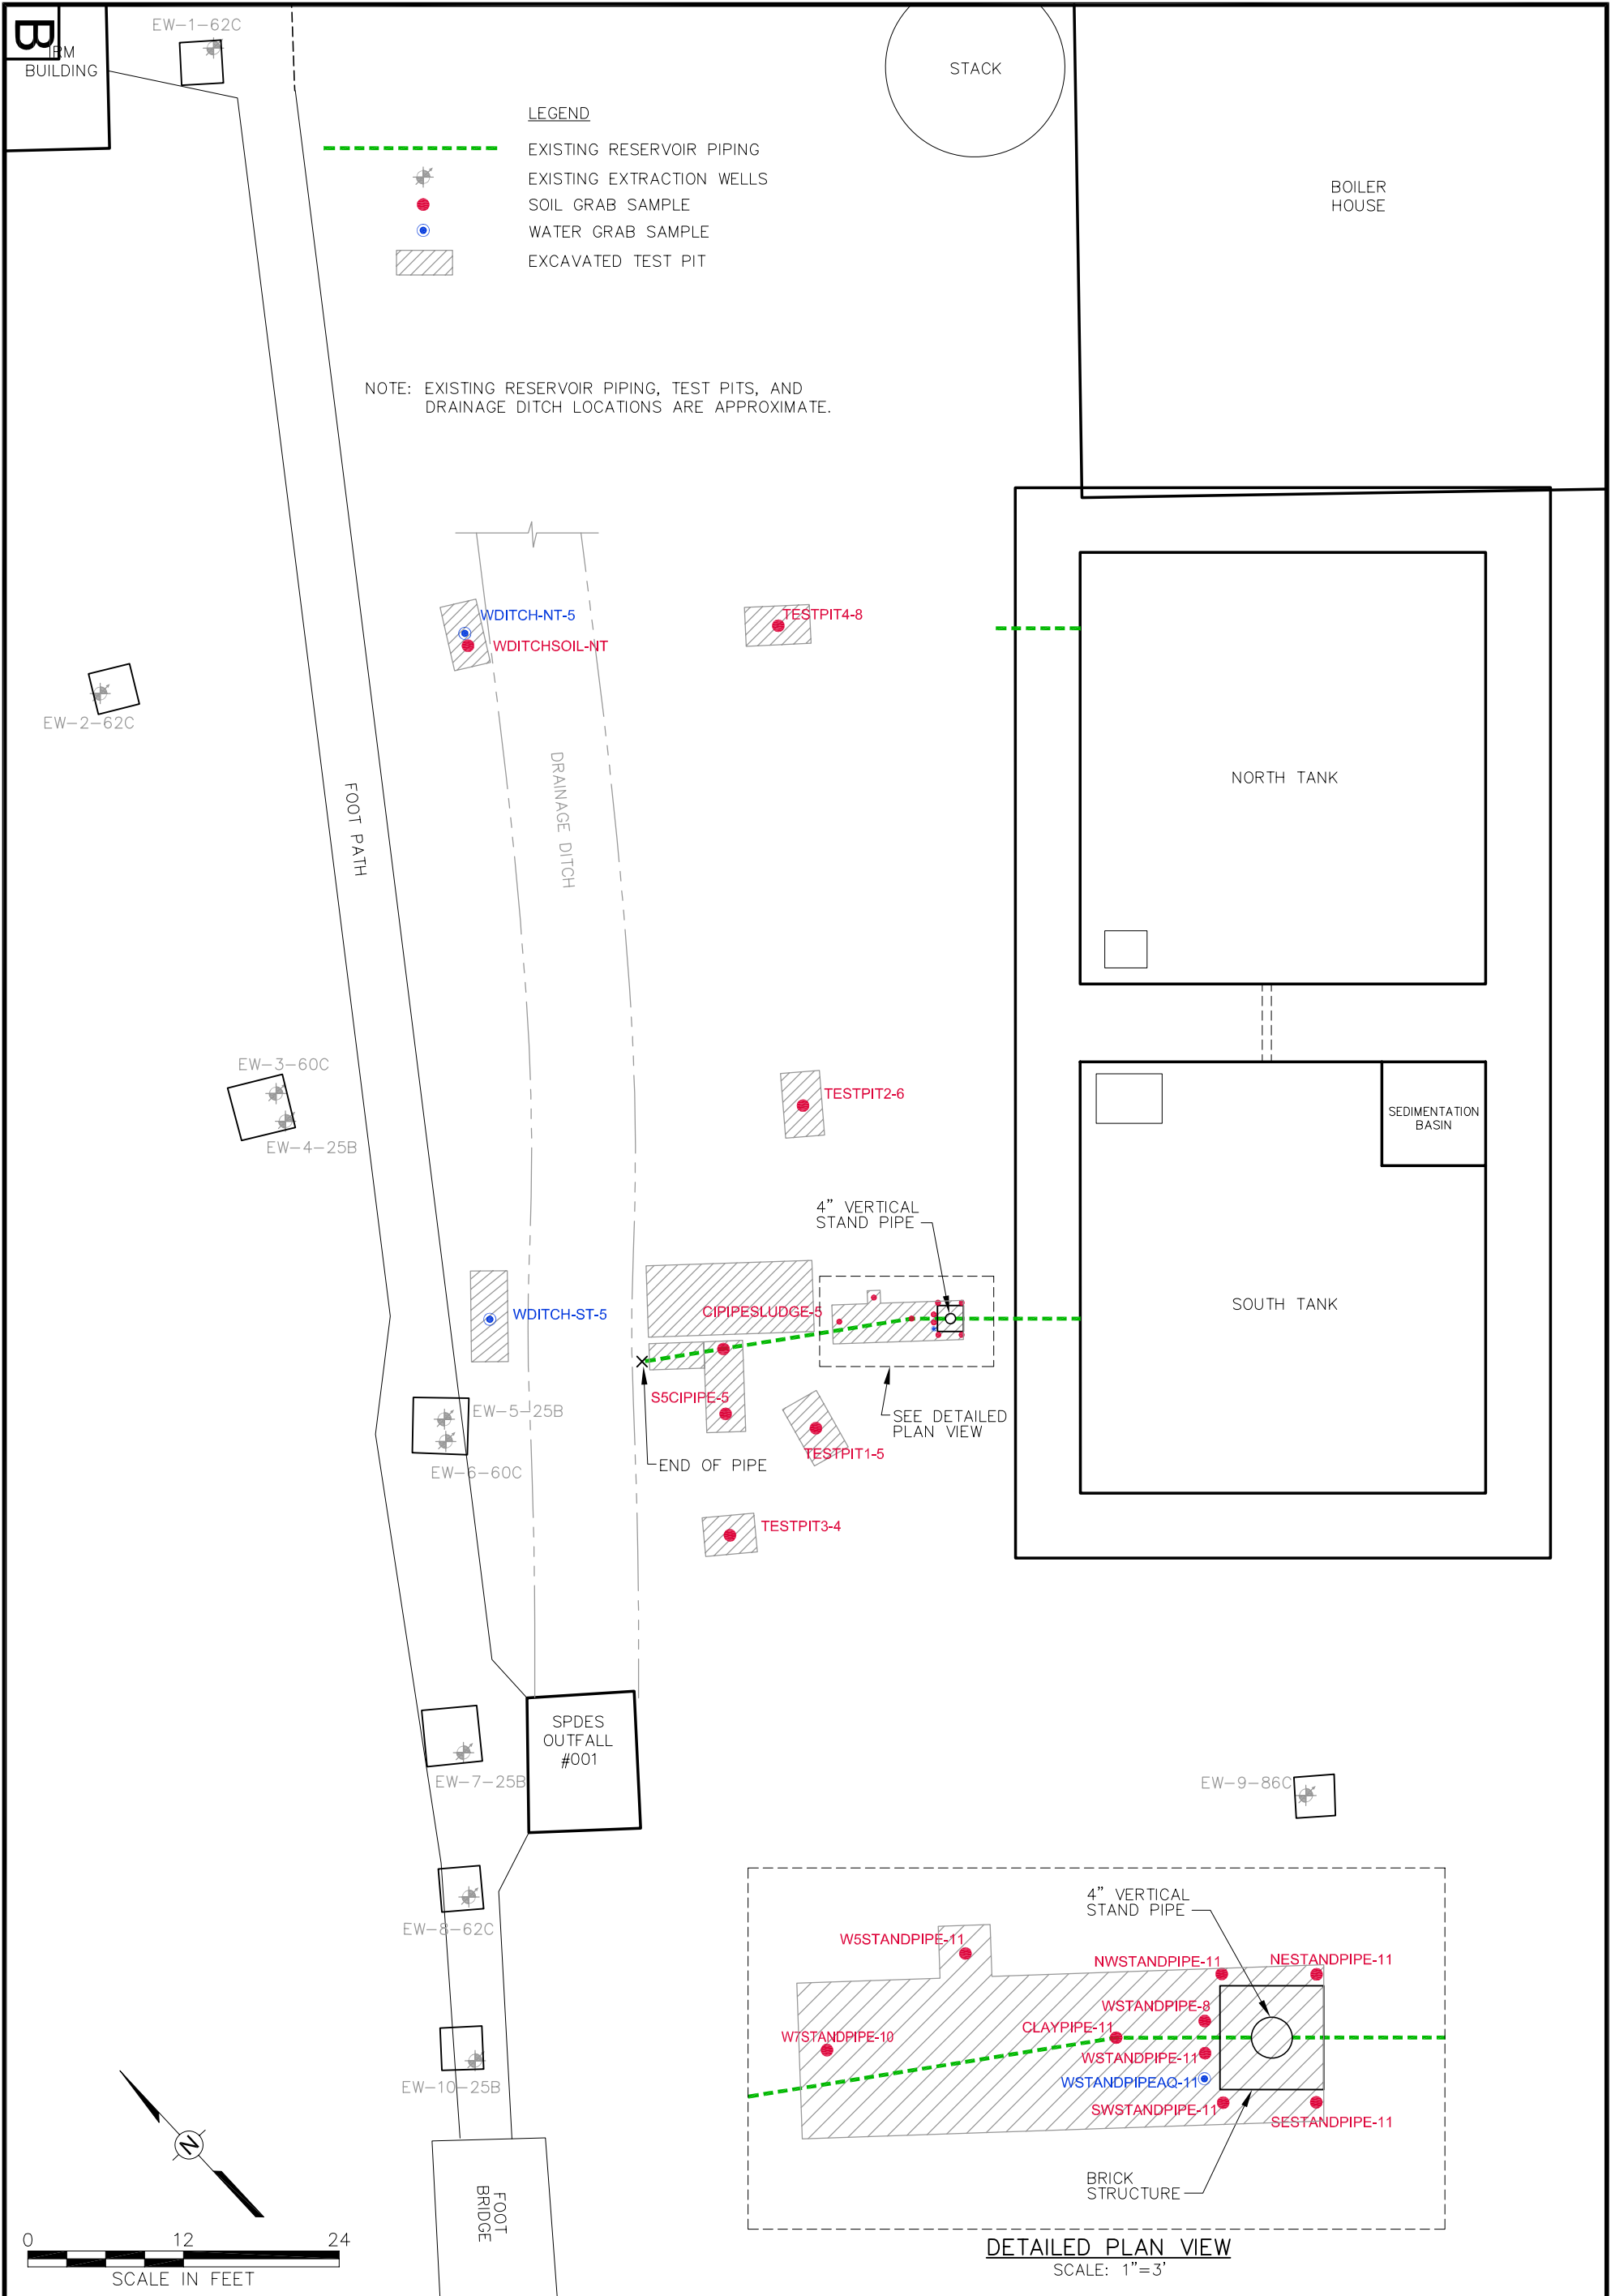 B
IRM
BUILDING
EW-1-62C
STACK
BOILER
HOUSE
LEGEND
EXISTING RESERVOIR PIPING
EXISTING EXTRACTION WELLS
SOIL GRAB SAMPLE
WATER GRAB SAMPLE
EXCAVATED TEST PIT
NOTE: EXISTING RESERVOIR PIPING, TEST PITS, AND
DRAINAGE DITCH LOCATIONS ARE APPROXIMATE.
WDITCH-NT-5
WDITCHSOIL-NT
TESTPIT4-8
EW-2-62C
FOOT PATH
DRAINAGE DITCH
NORTH TANK
EW-3-60C
EW-4-25B
TESTPIT2-6
SEDIMENTATION
BASIN
4" VERTICAL
STAND PIPE
WDITCH-ST-5
CIPIPESLUDGE-5
SOUTH TANK
S5CIPIPE-5
EW-5-25B
EW-6-60C
SEE DETAILED
PLAN VIEW
END OF PIPE
TESTPIT1-5
TESTPIT3-4
SPDES
OUTFALL
#001
EW-7-25B
EW-9-86C
EW-8-62C
EW-10-25B
FOOT
BRIDGE
4" VERTICAL
STAND PIPE
W5STANDPIPE-11
NWSTANDPIPE-11
NESTANDPIPE-11
WSTANDPIPE-8
CLAYPIPE-11
W7STANDPIPE-10
WSTANDPIPE-11
WSTANDPIPEAQ-11
SWSTANDPIPE-11
SESTANDPIPE-11
BRICK
STRUCTURE
DETAILED PLAN VIEW
SCALE: 1"=3'
N
0 12 24
SCALE IN FEET